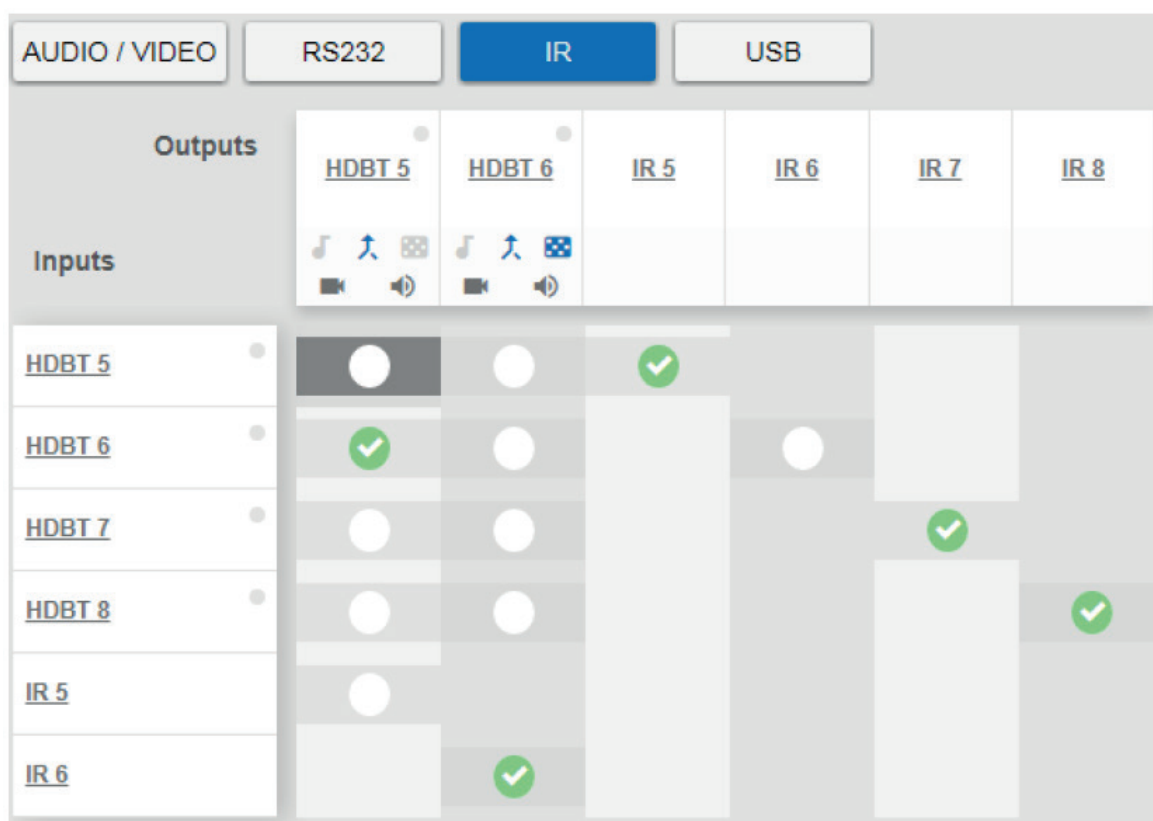 AUDIO / VIDEO RS232 IR USB
Outputs
HDBT 5 HDBT 6 IR 5 IR 6 IR 7 IR 8
Inputs
HDBT 5
HDBT 6
HDBT 7
HDBT 8
IR 5
IR 6